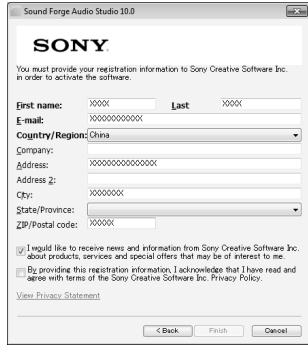 Sound Forge Audio Studio 10.0
SONY
You must provide your registration information to Sony Creative Software Inc.
in order to activate the software.
First name: XXXX Last XXXX
E-mail: XXXXXXXXXXX
Country/Region: China
Company:
Address: XXXXXXXXXXXXXX
Address 2:
City: XXXXXXX
State/Province:
ZIP/Postal code: XXXXX
I would like to receive news and information from Sony Creative Software Inc.
about products, services and special offers that may be of interest to me.
By providing this registration information, I acknowledge that I have read and
agree with terms of the Sony Creative Software Inc. Privacy Policy.
View Privacy Statement
< Back Finish Cancel